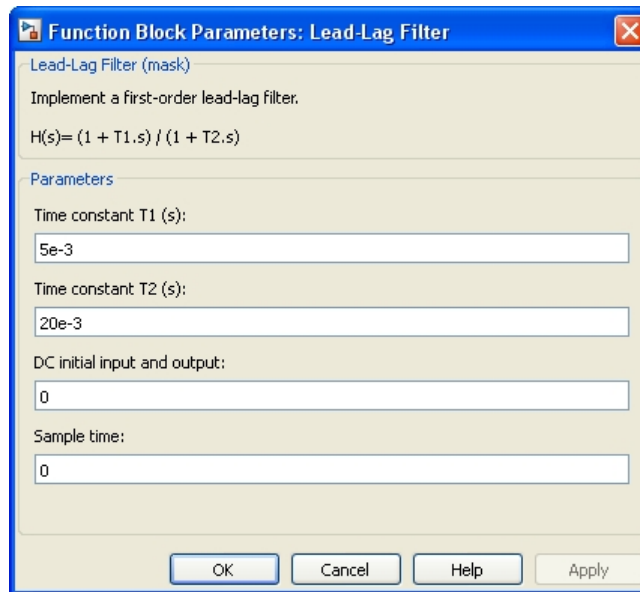 Function Block Parameters: Lead-Lag Filter
Lead-Lag Filter (mask)
Implement a first-order lead-lag filter.
H(s)= (1 + T1.s) / (1 + T2.s)
Parameters
Time constant T1 (s):
5e-3
Time constant T2 (s):
20e-3
DC initial input and output:
0
Sample time:
0
OK Cancel Help Apply